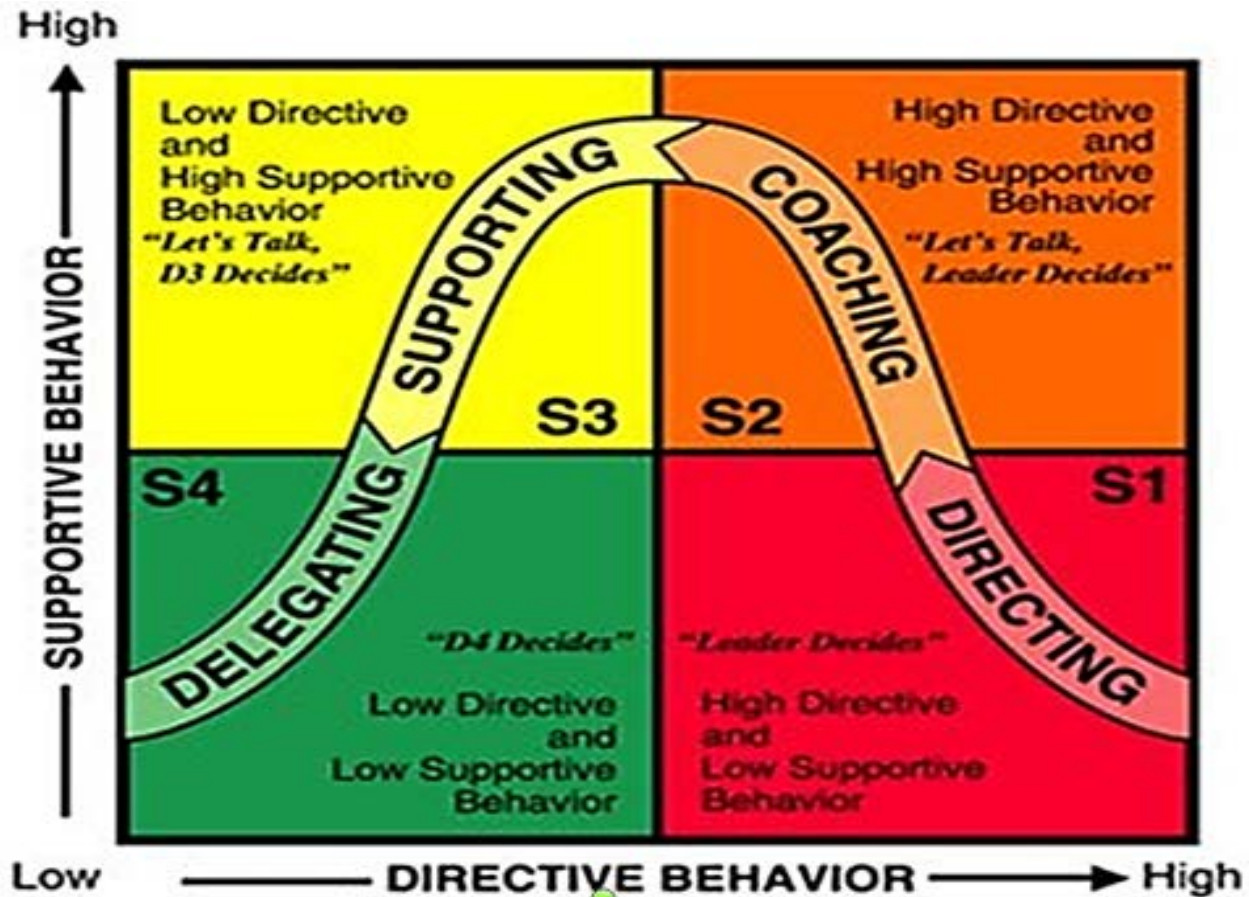 High
SUPPORTIVE BEHAVIOR
Low Directive
and
High Supportive
Behavior
“Let's Talk,
D3 Decides”
SUPPORTING
S3
High Directive
and
High Supportive
Behavior
“Let's Talk,
Leader Decides”
COACHING
S2
S4
DELEGATING
“D4 Decides”
Low Directive
and
Low Supportive
Behavior
S1
DIRECTING
“Leader Decides”
High Directive
and
Low Supportive
Behavior
Low
DIRECTIVE BEHAVIOR
High